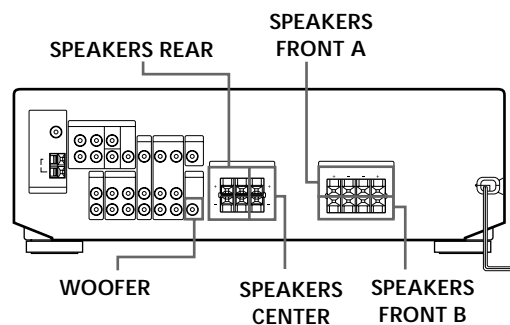 SPEAKERS
FRONT A
SPEAKERS REAR
WOOFER
SPEAKERS
CENTER
SPEAKERS
FRONT B